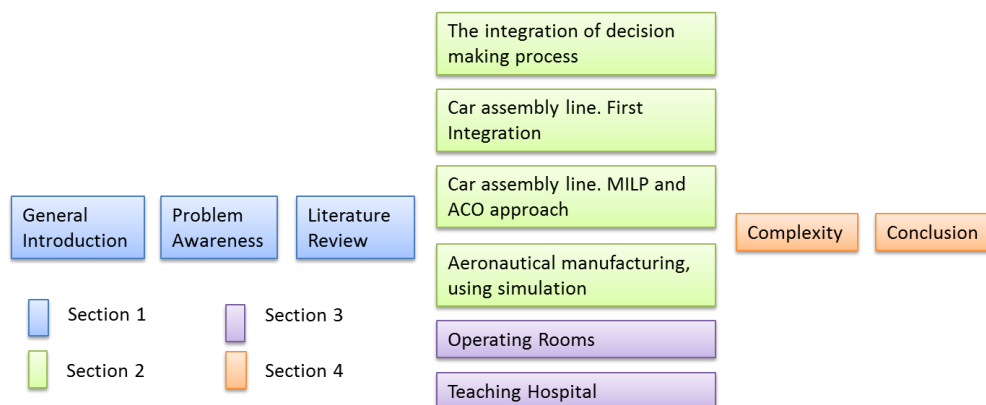 General
Introduction
Problem
Awareness
Literature
Review
The integration of decision
making process
Car assembly line. First
Integration
Car assembly line. MILP and
ACO approach
Aeronautical manufacturing,
using simulation
Operating Rooms
Teaching Hospital
Complexity
Conclusion
Section 1
Section 2
Section 3
Section 4